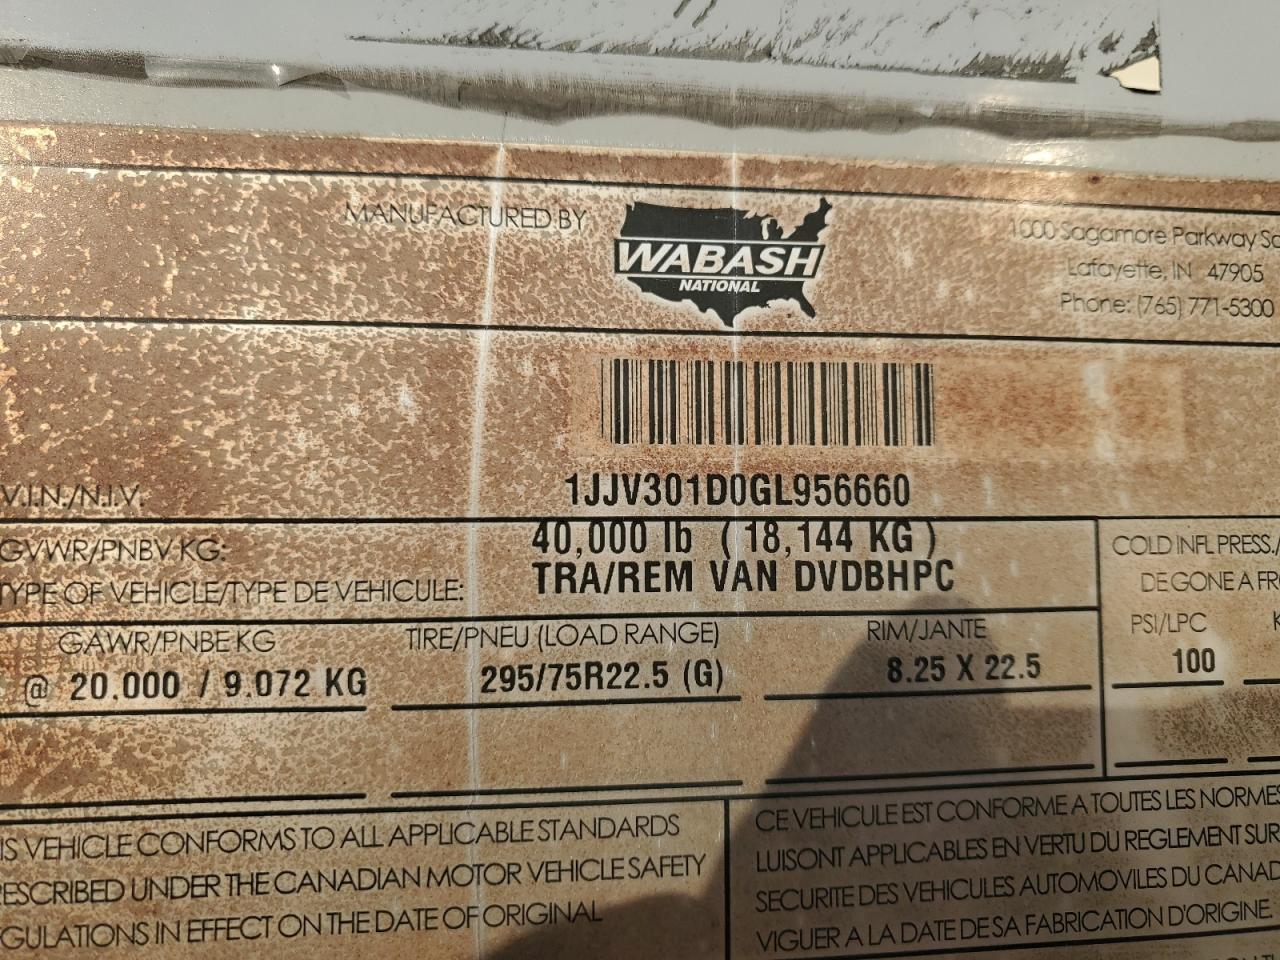 MANUFACTURED BY
WABASH
NATIONAL
1000 Sagamore Parkway
Lafayette, IN 47905
Phone: (765) 771-5300
V.I.N./N.I.V.
1JJV301D0GL956660
GVWR/PNBV KG:
40,000 lb (18,144 KG)
TYPE OF VEHICLE/TYPE DE VEHICULE:
TRA/REM VAN DVDBHPC
COLD INFL PRESS./
DE GONE A FR
GAWR/PNBE KG
TIRE/PNEU (LOAD RANGE)
RIM/JANTE
PSI/LPC
@ 20.000 / 9.072 KG
295/75R22.5 (G)
8.25 X 22.5
100
IS VEHICLE CONFORMS TO ALL APPLICABLE STANDARDS
ESCRIBED UNDER THE CANADIAN MOTOR VEHICLE SAFETY
GULATIONS IN EFFECT ON THE DATE OF ORIGINAL
CE VEHICULE EST CONFORME A TOUTES LES NORMES
LUISONT APPLICABLES EN VERTU DU REGLEMENT SUR
SECURITE DES VEHICULES AUTOMOVILES DU CANAD
VIGUER A LA DATE DE SA FABRICATION D'ORIGINE.